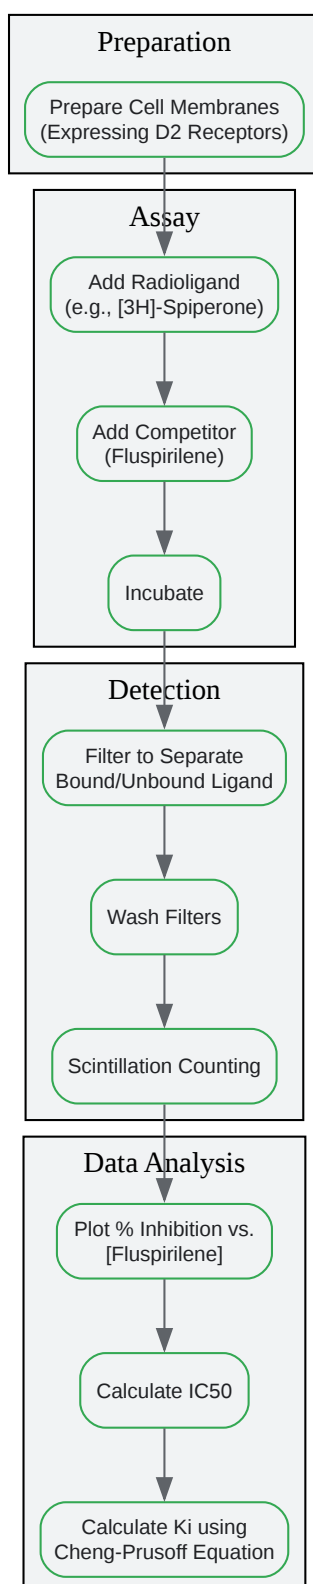 Preparation
Prepare Cell Membranes
(Expressing D2 Receptors)
Assay
Add Radioligand
(e.g., [3H]-Spiperone)
Add Competitor
(Fluspirilene)
Incubate
Detection
Filter to Separate
Bound/Unbound Ligand
Wash Filters
Scintillation Counting
Data Analysis
Plot % Inhibition vs.
[Fluspirilene]
Calculate IC50
Calculate Ki using
Cheng-Prusoff Equation